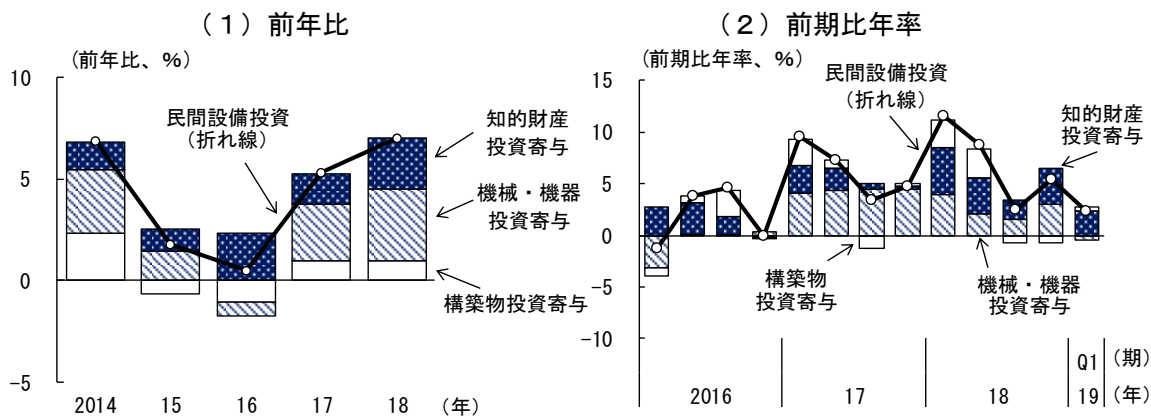 （１）前年比
(前年比、%)
10
5
0
−5
民間設備投資
(折れ線)
知的財産
投資寄与
機械・機器
投資寄与
構築物投資寄与
2014 15 16 17 18 (年)
（２）前期比年率
(前期比年率、%)
15
10
5
0
−5
−10
民間設備投資
(折れ線)
知的財産
投資寄与
構築物
投資寄与
機械・機器
投資寄与
Q1 (期)
2016 17 18 19 (年)